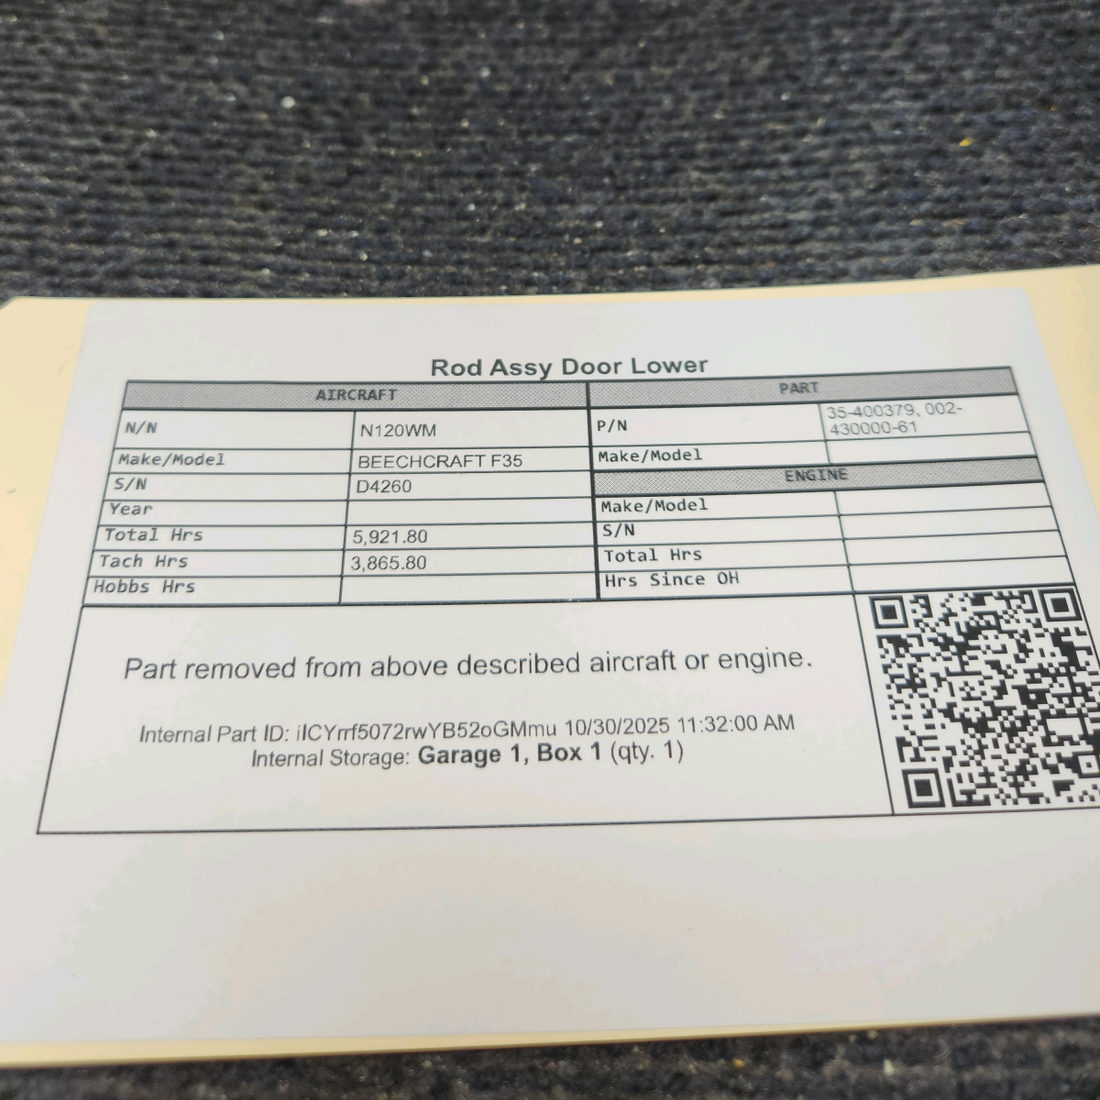 Rod Assy Door Lower
AIRCRAFT
N/N N120WM
Make/Model BEECHCRAFT F35
S/N D4260
Year
Total Hrs 5,921.80
Tach Hrs 3,865.80
Hobbs Hrs
PART
P/N 35-400379, 002-
430000-61
Make/Model
ENGINE
Make/Model
S/N
Total Hrs
Hrs Since OH
Part removed from above described aircraft or engine.
Internal Part ID: iICYrrf5072rwYB52oGMmu 10/30/2025 11:32:00 AM
Internal Storage: Garage 1, Box 1 (qty. 1)